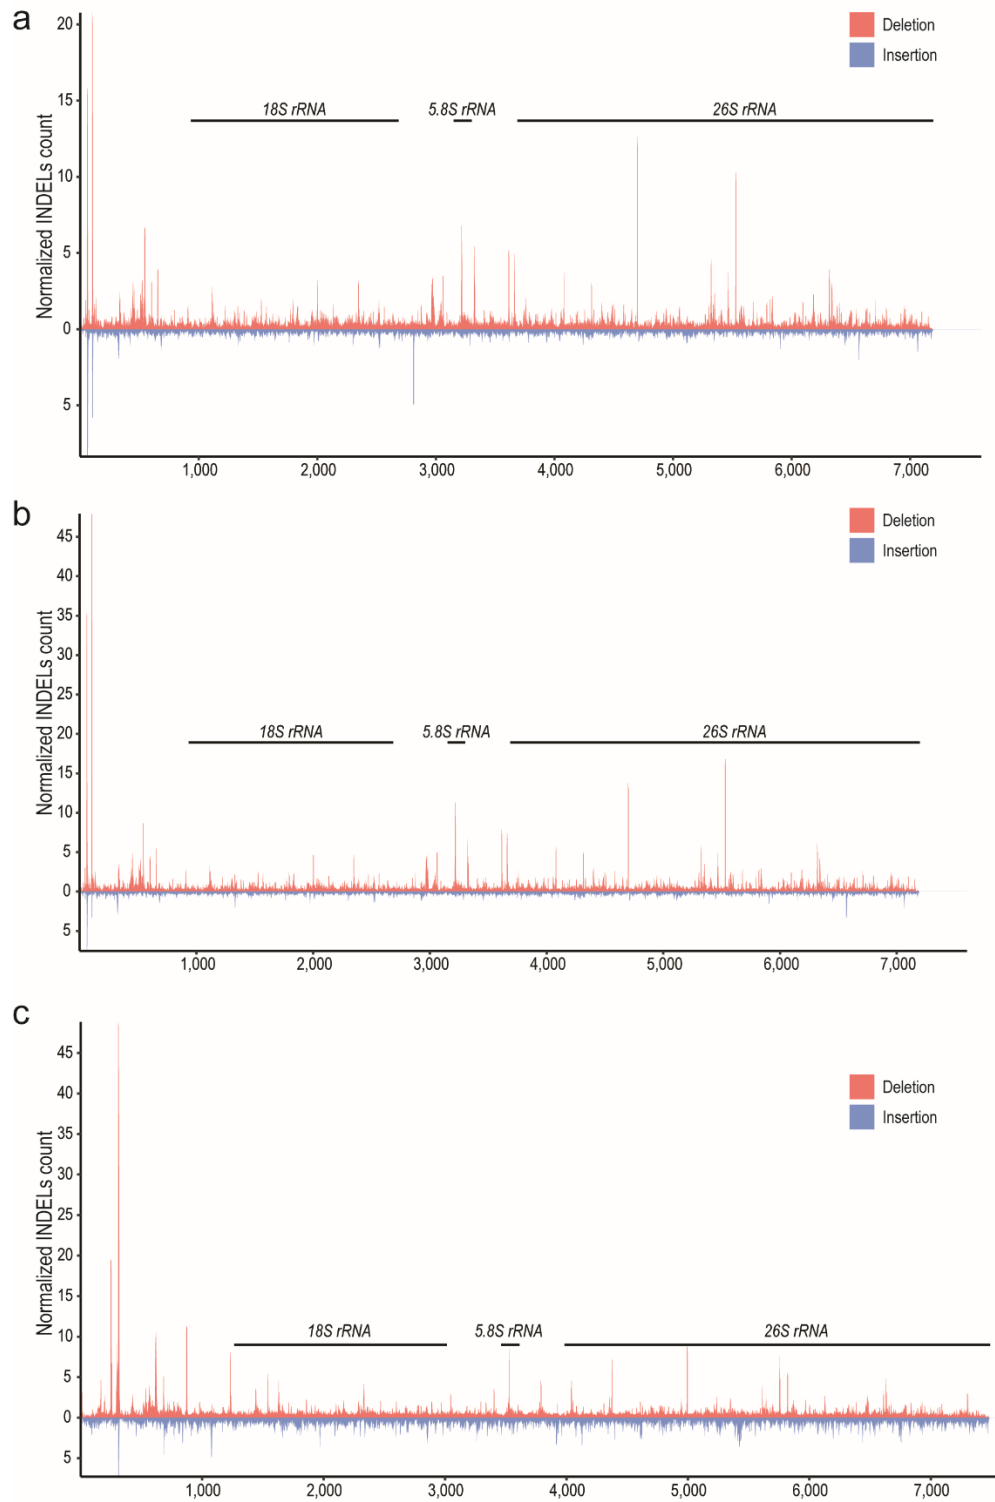 a
Deletion
Insertion
Normalized INDELs count
20
15
10
5
0
5
18S rRNA
5.8S rRNA
26S rRNA
1,000
2,000
3,000
4,000
5,000
6,000
7,000
b
Deletion
Insertion
Normalized INDELs count
45
40
35
30
25
20
15
10
5
0
5
18S rRNA
5.8S rRNA
26S rRNA
1,000
2,000
3,000
4,000
5,000
6,000
7,000
c
Deletion
Insertion
Normalized INDELs count
45
40
35
30
25
20
15
10
5
0
5
18S rRNA
5.8S rRNA
26S rRNA
1,000
2,000
3,000
4,000
5,000
6,000
7,000